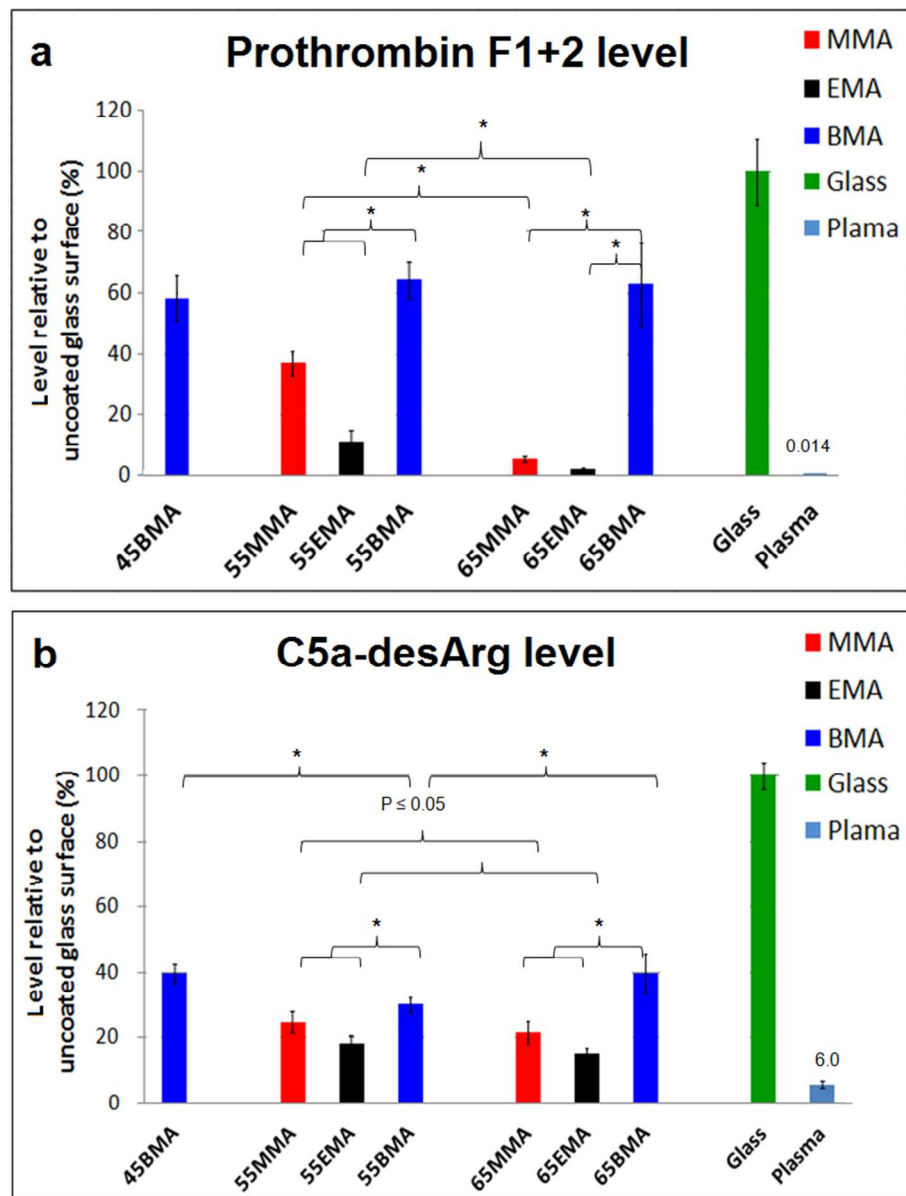 a
Prothrombin F1+2 level
MMA
EMA
BMA
Glass
Plama
Level relative to
uncoated glass surface (%)
120
100
80
60
40
20
0
*
*
*
*
*
0.014
45BMA
55MMA
55EMA
55BMA
65MMA
65EMA
65BMA
Glass
Plasma
b
C5a-desArg level
MMA
EMA
BMA
Glass
Plama
Level relative to
uncoated glass surface (%)
120
100
80
60
40
20
0
*
*
P ≤ 0.05
*
*
6.0
45BMA
55MMA
55EMA
55BMA
65MMA
65EMA
65BMA
Glass
Plasma